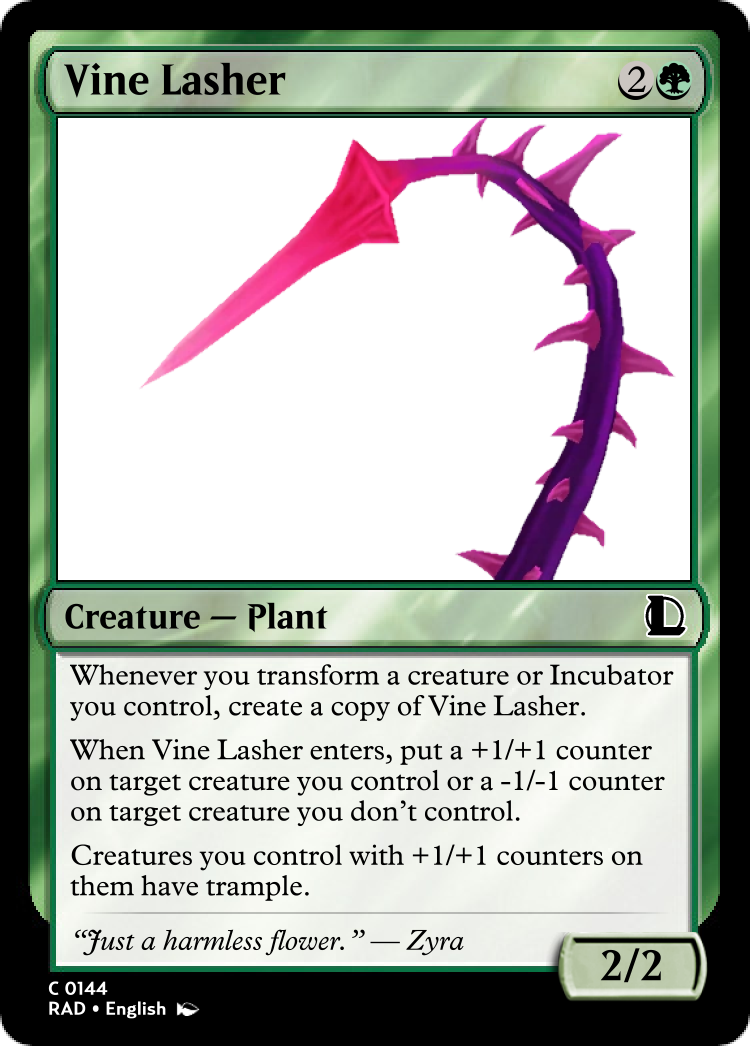 Vine Lasher
2
Creature — Plant
L
Whenever you transform a creature or Incubator
you control, create a copy of Vine Lasher.
When Vine Lasher enters, put a +1/+1 counter
on target creature you control or a -1/-1 counter
on target creature you don’t control.
Creatures you control with +1/+1 counters on
them have trample.
“Just a harmless flower.” — Zyra
2/2
C 0144
RAD • English